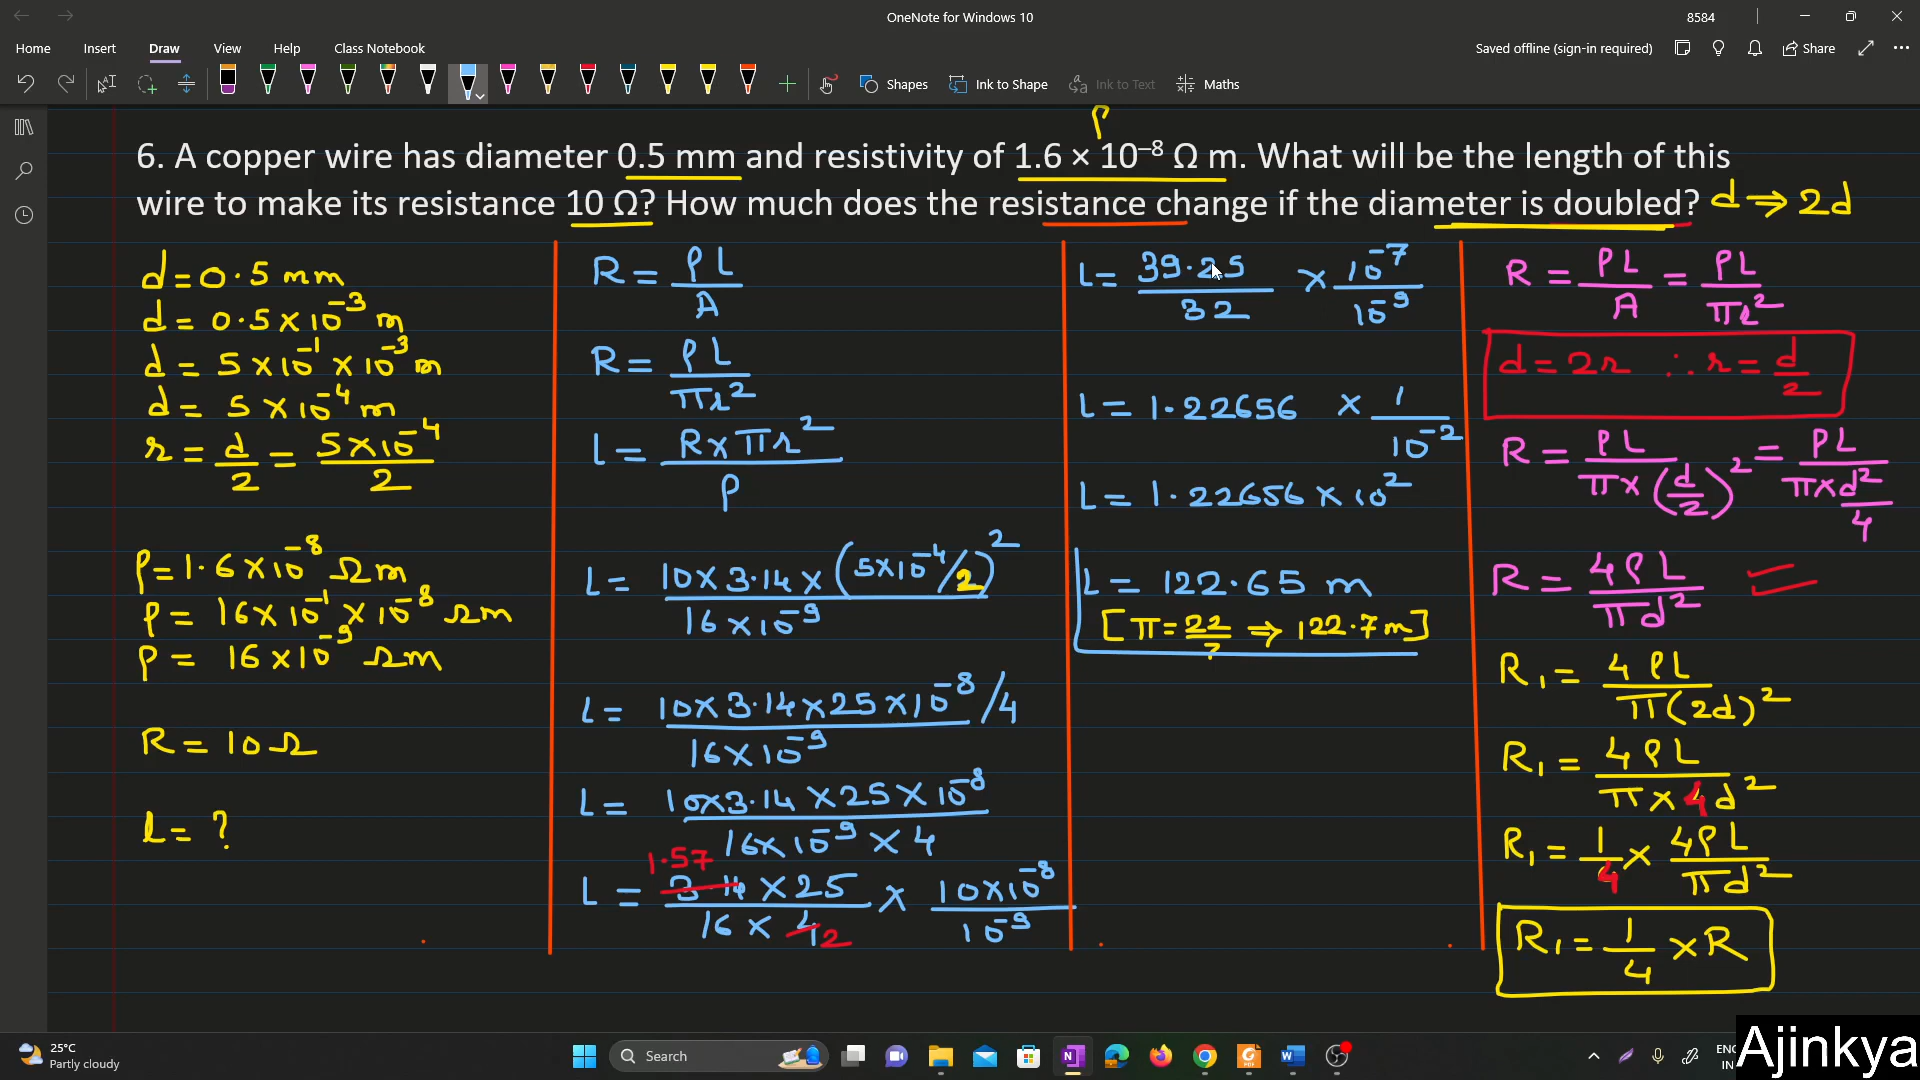 OneNote for Windows 10
8584
Home Insert Draw View Help Class Notebook
Saved offline (sign-in required) Share
Shapes Ink to Shape Ink to Text Maths
ρ
6. A copper wire has diameter 0.5 mm and resistivity of 1.6 × 10⁻⁸ Ω m. What will be the length of this
wire to make its resistance 10 Ω? How much does the resistance change if the diameter is doubled? d ⇒ 2d
d = 0.5 mm
d = 0.5 × 10⁻³ m
d = 5 × 10⁻¹ × 10⁻³ m
d = 5 × 10⁻⁴ m
r = d/2 = 5×10⁻⁴/2
ρ = 1.6 × 10⁻⁸ Ωm
ρ = 16 × 10⁻¹ × 10⁻⁸ Ωm
ρ = 16 × 10⁻⁹ Ωm
R = 10 Ω
l = ?
R = ρL/A
R = ρL/πr²
L = R×πr²/ρ
L = 10 × 3.14 × (5×10⁻⁴/2)² / 16 × 10⁻⁹
L = 10 × 3.14 × 25 × 10⁻⁸/4 / 16 × 10⁻⁹
L = 10×3.14 × 25 × 10⁻⁸ / 16×10⁻⁹ × 4
1.57
L = 3.14 × 25 / 16 × 4 2 × 10×10⁻⁸ / 10⁻⁹
L = 39.25/32 × 10⁻⁷/10⁻⁹
L = 1.22656 × 1/10⁻²
L = 1.22656 × 10²
L = 122.65 m
[π = 22/7 ⇒ 122.7 m]
R = ρL/A = ρL/πr²
d = 2r ∴ r = d/2
R = ρL/π×(d/2)² = ρL/π×d²/4
R = 4ρL/πd²
R₁ = 4ρL/π(2d)²
R₁ = 4ρL/π × 4d²
R₁ = 1/4 × 4ρL/πd²
R₁ = 1/4 × R
25°C
Partly cloudy
Search
ENG
IN
Ajinkya